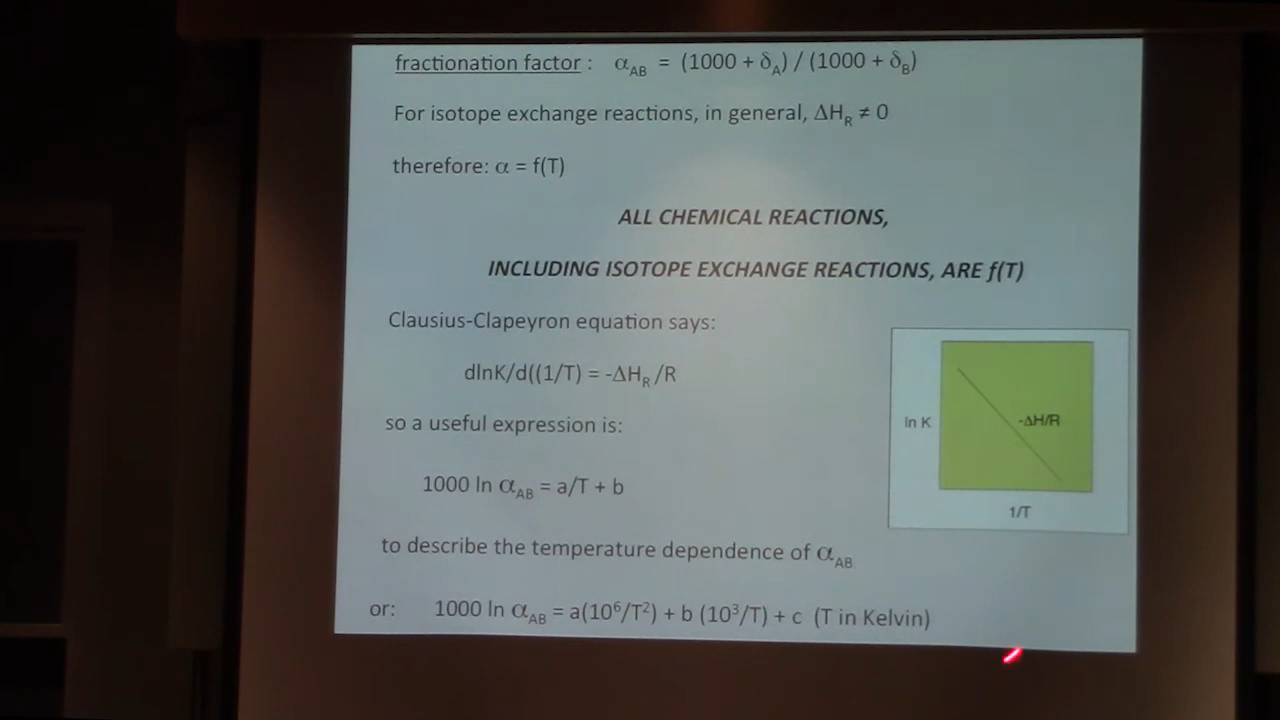 fractionation factor : α_AB = (1000 + δ_A) / (1000 + δ_B)
For isotope exchange reactions, in general, ΔH_R ≠ 0
therefore: α = f(T)
ALL CHEMICAL REACTIONS,
INCLUDING ISOTOPE EXCHANGE REACTIONS, ARE f(T)
Clausius-Clapeyron equation says:
dlnK/d((1/T) = -ΔH_R /R
so a useful expression is:
1000 ln α_AB = a/T + b
to describe the temperature dependence of α_AB
or: 1000 ln α_AB = a(10⁶/T²) + b (10³/T) + c (T in Kelvin)
ln K
-ΔH/R
1/T